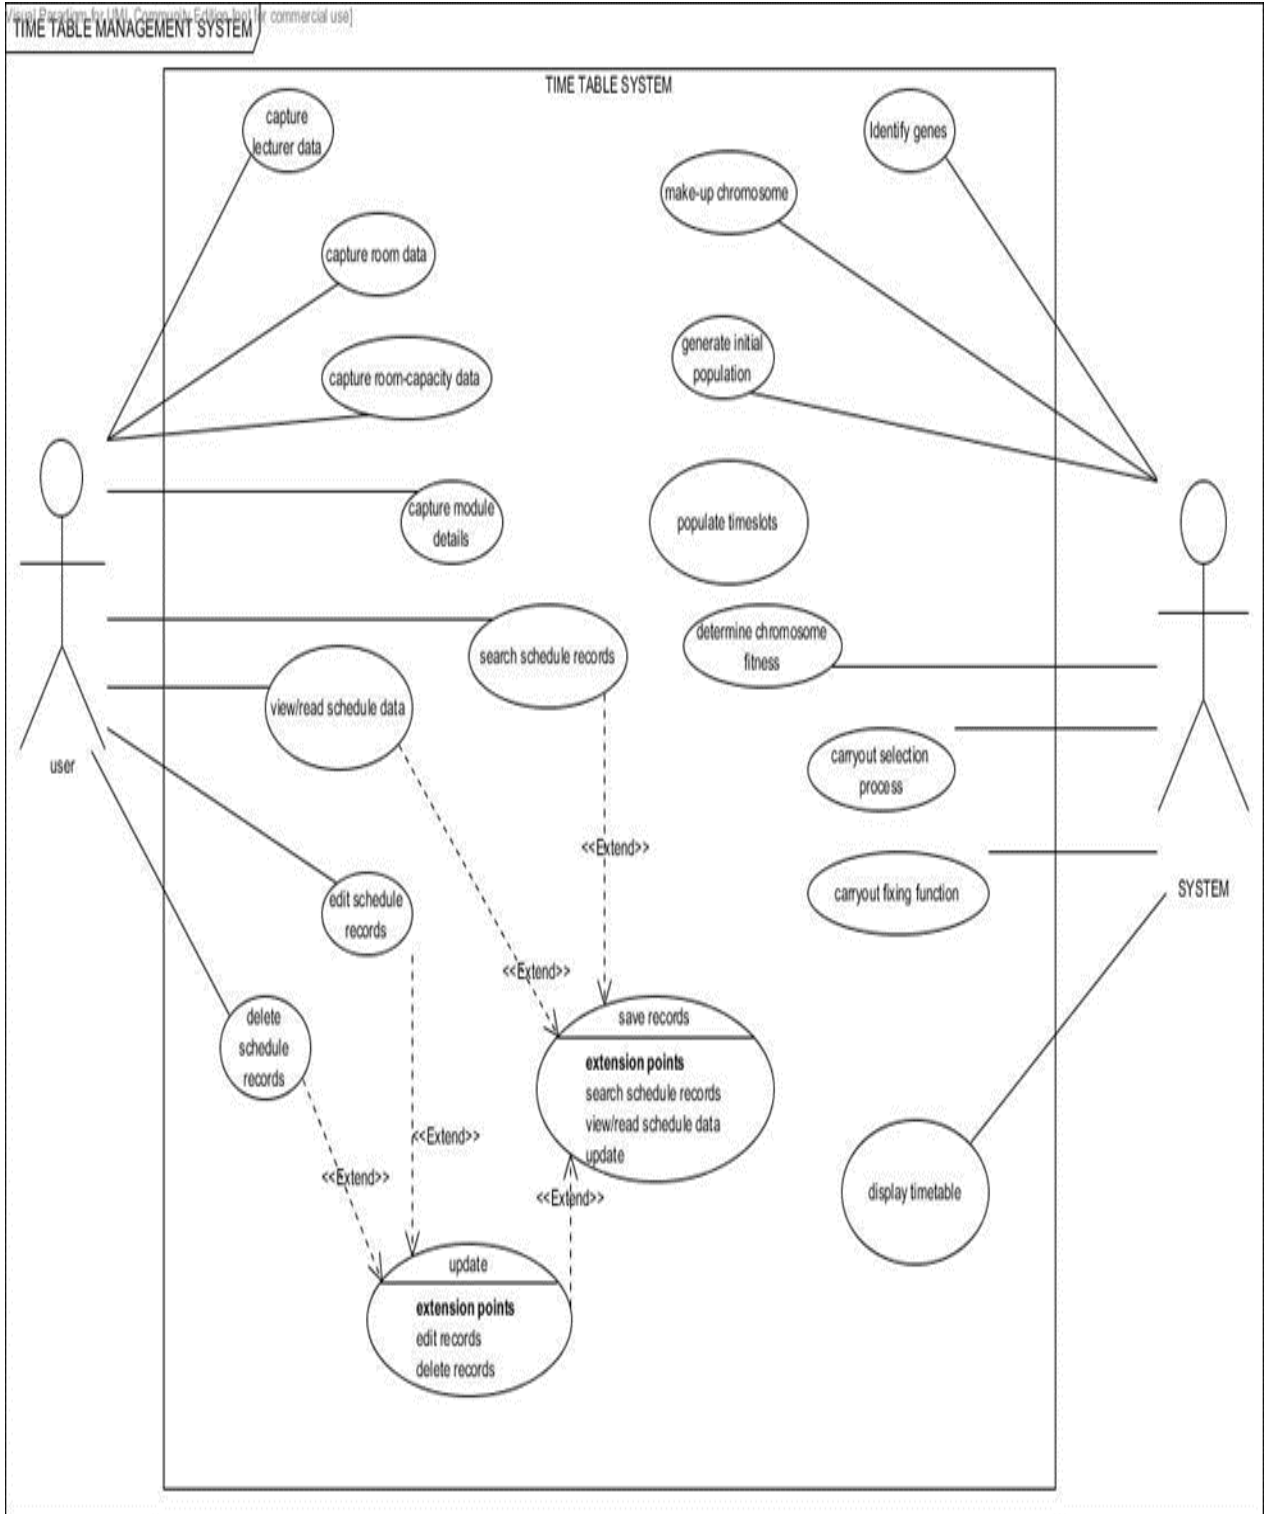 Visual Paradigm for UML Community Edition [not for commercial use]
TIME TABLE MANAGEMENT SYSTEM
TIME TABLE SYSTEM
capture
lecturer data
Identify genes
make-up chromosome
capture room data
generate initial
population
capture room-capacity data
capture module
details
populate timeslots
search schedule records
determine chromosome
fitness
view/read schedule data
user
carryout selection
process
<<Extend>>
edit schedule
records
carryout fixing function
SYSTEM
<<Extend>>
delete
schedule
records
save records
extension points
search schedule records
view/read schedule data
update
<<Extend>>
<<Extend>>
<<Extend>>
display timetable
update
extension points
edit records
delete records